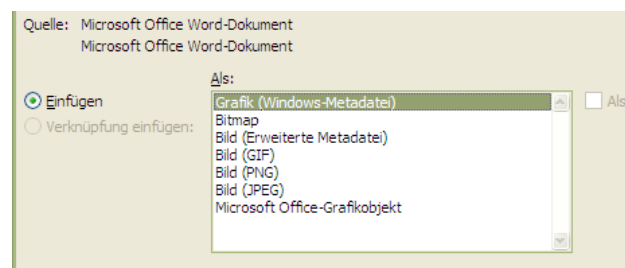 Quelle: Microsoft Office Word-Dokument
Microsoft Office Word-Dokument
Als:
Einfügen
Verknüpfung einfügen:
Grafik (Windows-Metadatei)
Bitmap
Bild (Erweiterte Metadatei)
Bild (GIF)
Bild (PNG)
Bild (JPEG)
Microsoft Office-Grafikobjekt
Als